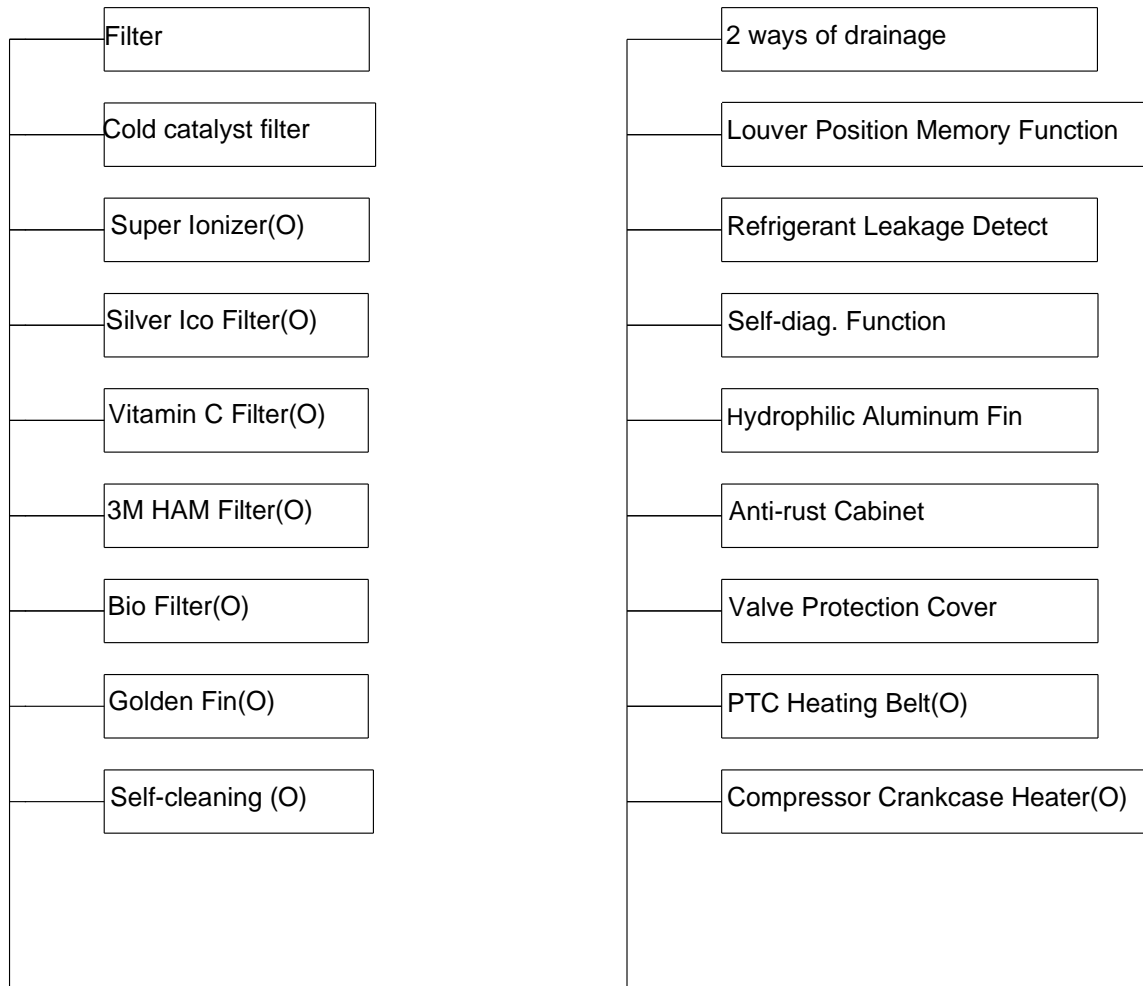 Filter
Cold catalyst filter
Super Ionizer(O)
Silver Ico Filter(O)
Vitamin C Filter(O)
3M HAM Filter(O)
Bio Filter(O)
Golden Fin(O)
Self-cleaning (O)
2 ways of drainage
Louver Position Memory Function
Refrigerant Leakage Detect
Self-diag. Function
Hydrophilic Aluminum Fin
Anti-rust Cabinet
Valve Protection Cover
PTC Heating Belt(O)
Compressor Crankcase Heater(O)